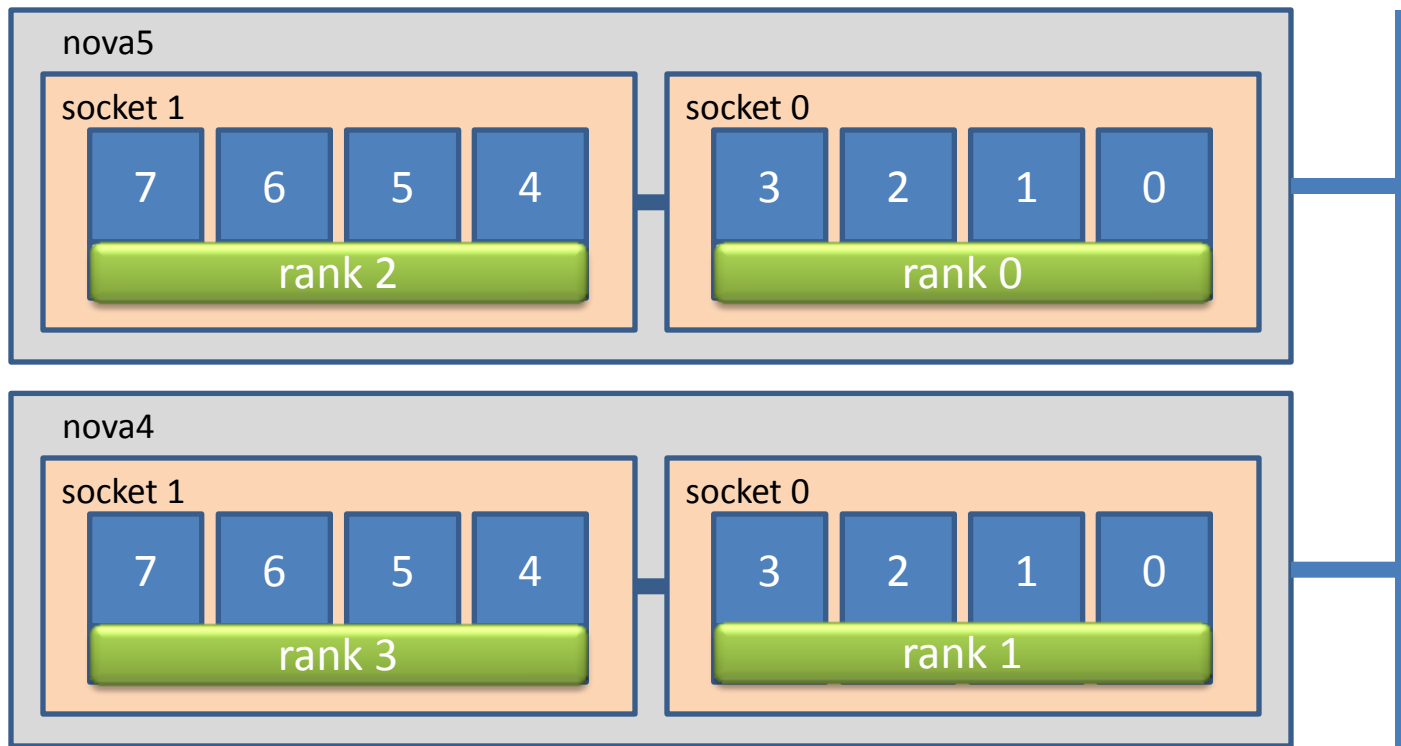 nova5
socket 1
7 6 5 4
rank 2
socket 0
3 2 1 0
rank 0
nova4
socket 1
7 6 5 4
rank 3
socket 0
3 2 1 0
rank 1